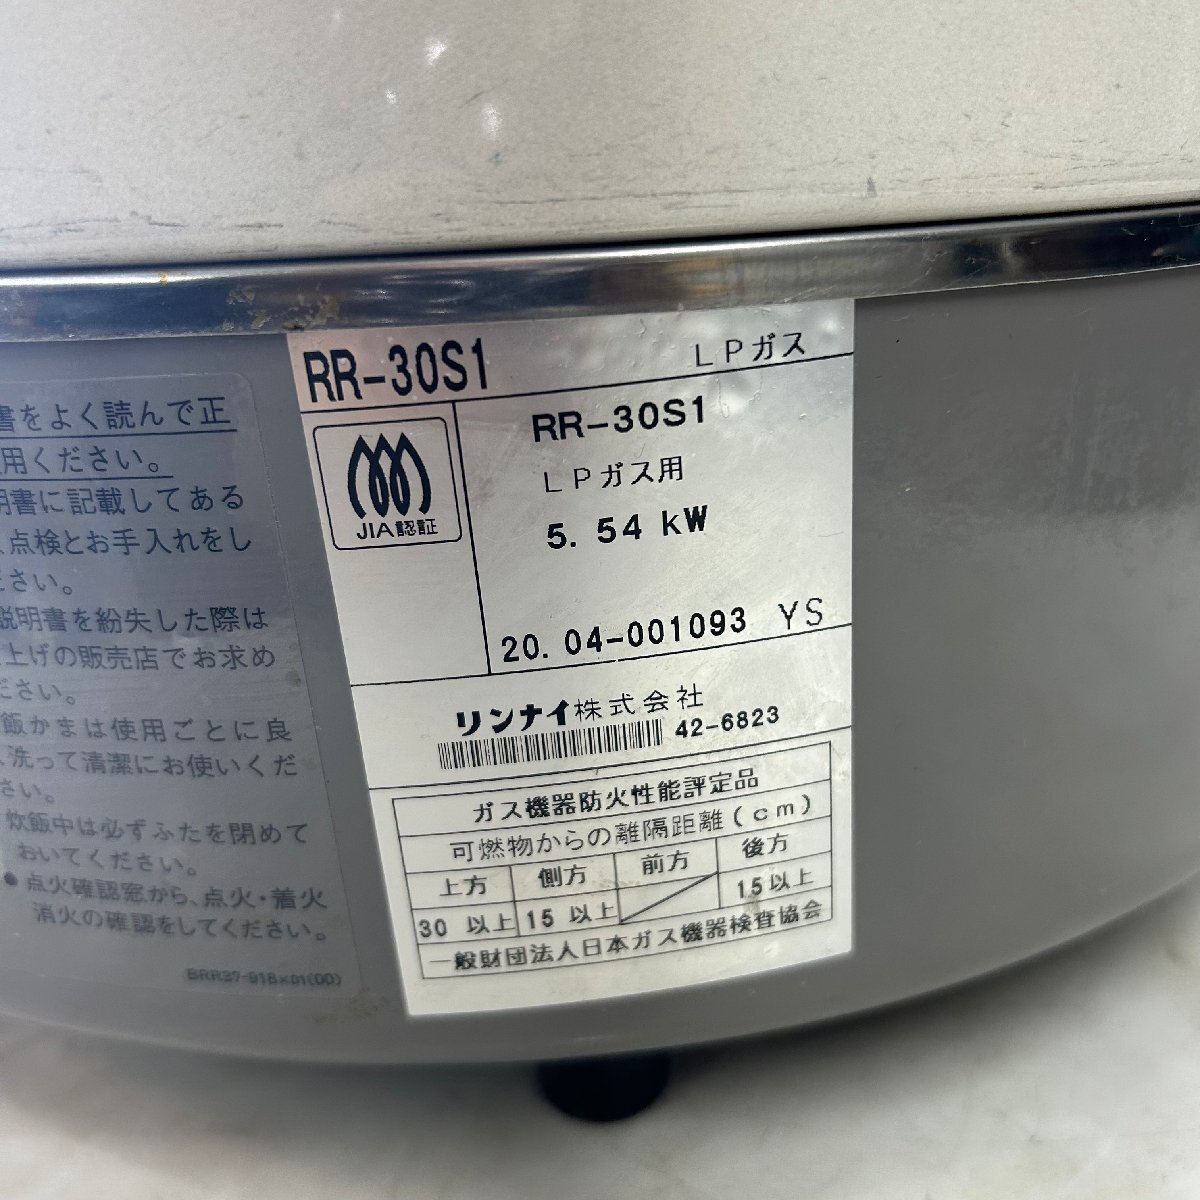 RR-30S1 LPガス
JIA認証
RR-30S1
LPガス用
5.54 kW
20.04-001093 YS
リンナイ株式会社
42-6823
ガス機器防火性能評定品
可燃物からの離隔距離(cm)
上方 側方 前方 後方
30 以上 15 以上 15以上
一般財団法人日本ガス機器検査協会
書をよく読んで正
用ください。
明書に記載してある
、点検とお手入れをし
ださい。
説明書を紛失した際は
上げの販売店でお求め
ださい。
飯かまは使用ごとに良
、洗って清潔にお使いくだ
さい。
炊飯中は必ずふたを閉めて
おいてください。
●点火確認窓から、点火・着火
消火の確認をしてください。
BRR37-918×01(00)